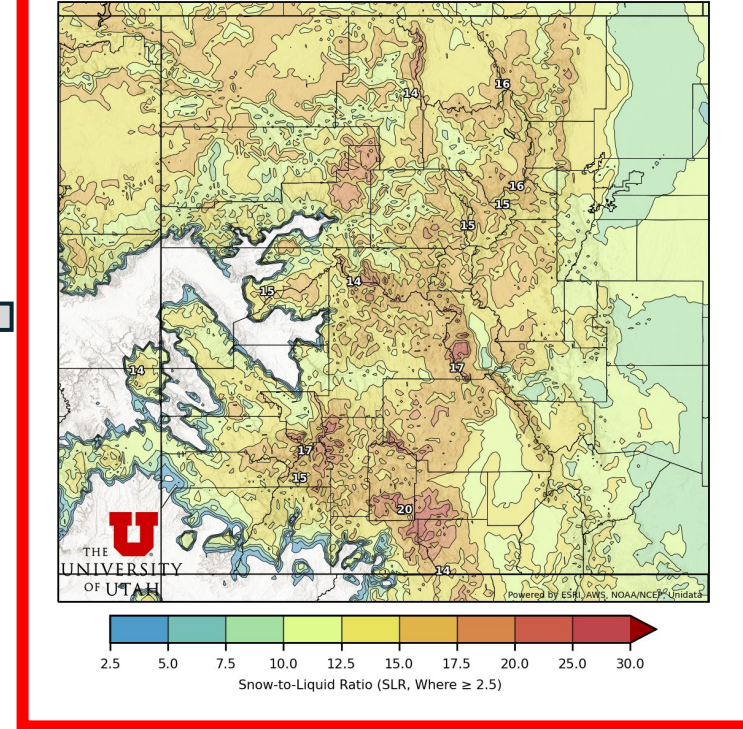 14
16
16
15
15
15
14
14
17
17
15
20
14
U
THE
UNIVERSITY
OF UTAH
Powered by ESRI, AWS, NOAA/NCEP, Unidata
2.5 5.0 7.5 10.0 12.5 15.0 17.5 20.0 25.0 30.0
Snow-to-Liquid Ratio (SLR, Where ≥ 2.5)